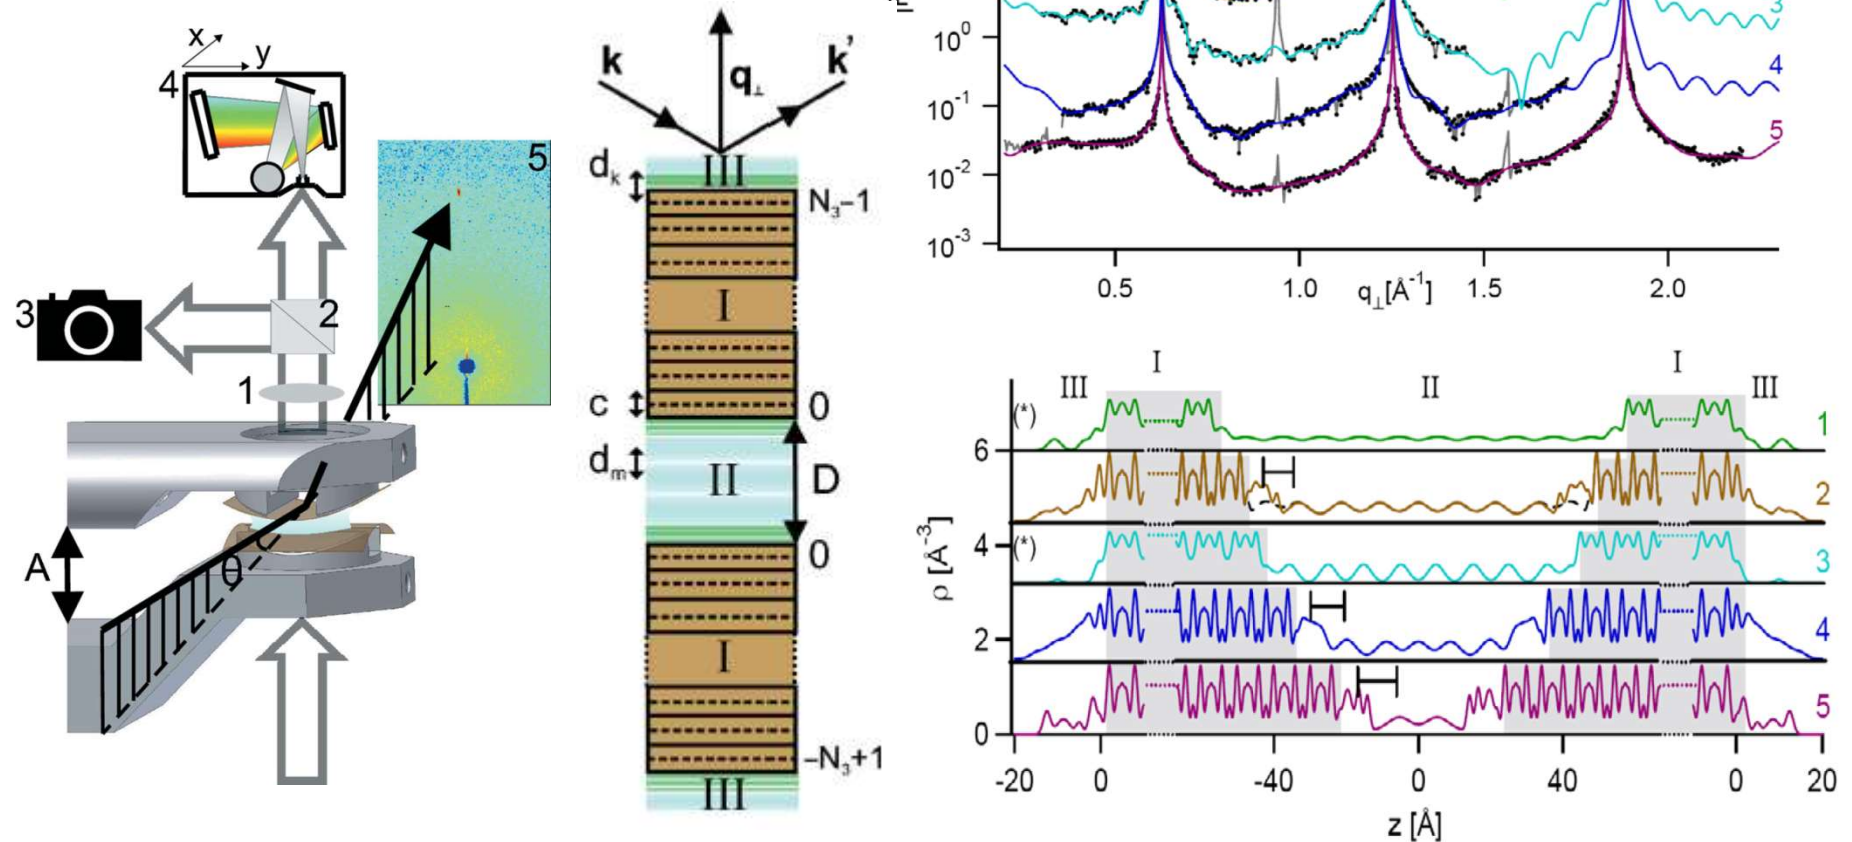 x
y
4
5
3
2
1
A
θ
k
q⊥
k'
dₖ
III
N₃−1
I
c
0
dₘ
II
D
0
I
−N₃+1
III
10⁰
10⁻¹
10⁻²
10⁻³
3
4
5
0.5 1.0 1.5 2.0
q⊥[Å⁻¹]
III I II I III
(*)
1
2
(*)
3
4
5
6
4
2
0
ρ [Å⁻³]
-20 0 -40 0 40 0 20
z [Å]